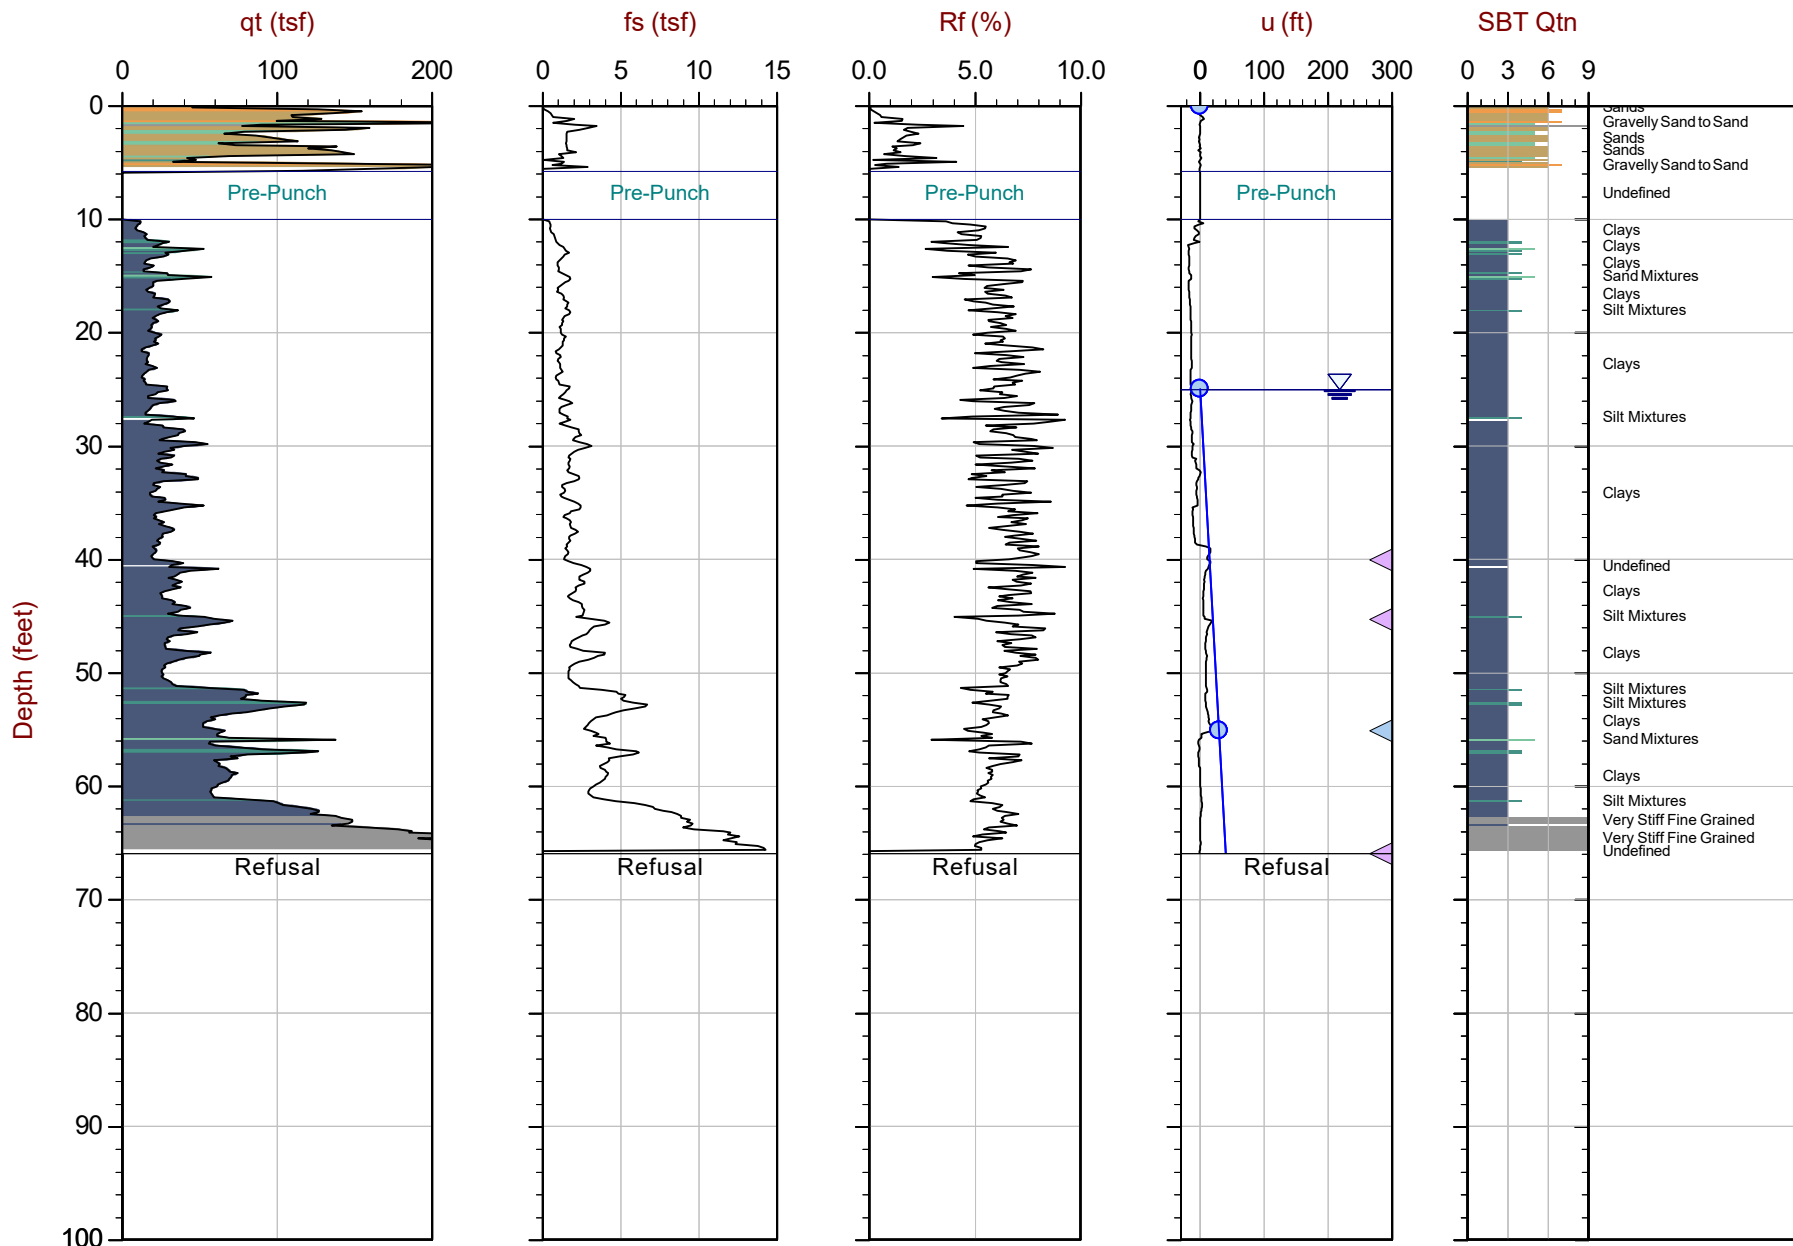 qt (tsf) fs (tsf) Rf (%) u (ft) SBT Qtn
0 100 200 0 5 10 15 0.0 5.0 10.0 0 100 200 300 0 3 6 9
0
Sands
Gravelly Sand to Sand
Sands
Sands
Gravelly Sand to Sand
Pre-Punch Pre-Punch Pre-Punch Pre-Punch Undefined
10
Clays
Clays
Clays
Sand Mixtures
Clays
Silt Mixtures
20
Clays
Silt Mixtures
30
Clays
40
Undefined
Clays
Silt Mixtures
Clays
50
Silt Mixtures
Silt Mixtures
Clays
Sand Mixtures
Clays
60
Silt Mixtures
Very Stiff Fine Grained
Very Stiff Fine Grained
Undefined
Refusal Refusal Refusal Refusal
70
80
90
100
Depth (feet)